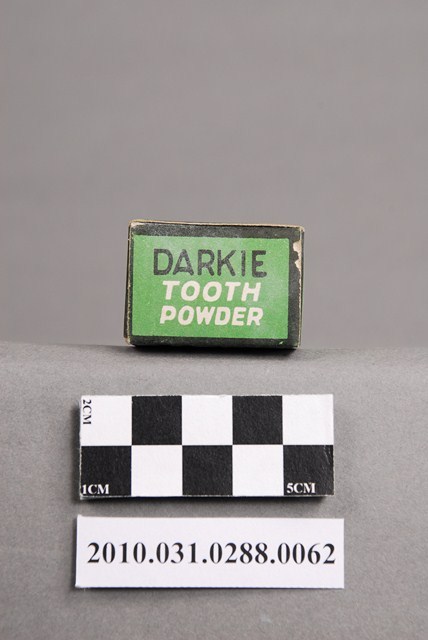 DARKIE
TOOTH
POWDER
2CM
1CM 5CM
2010.031.0288.0062